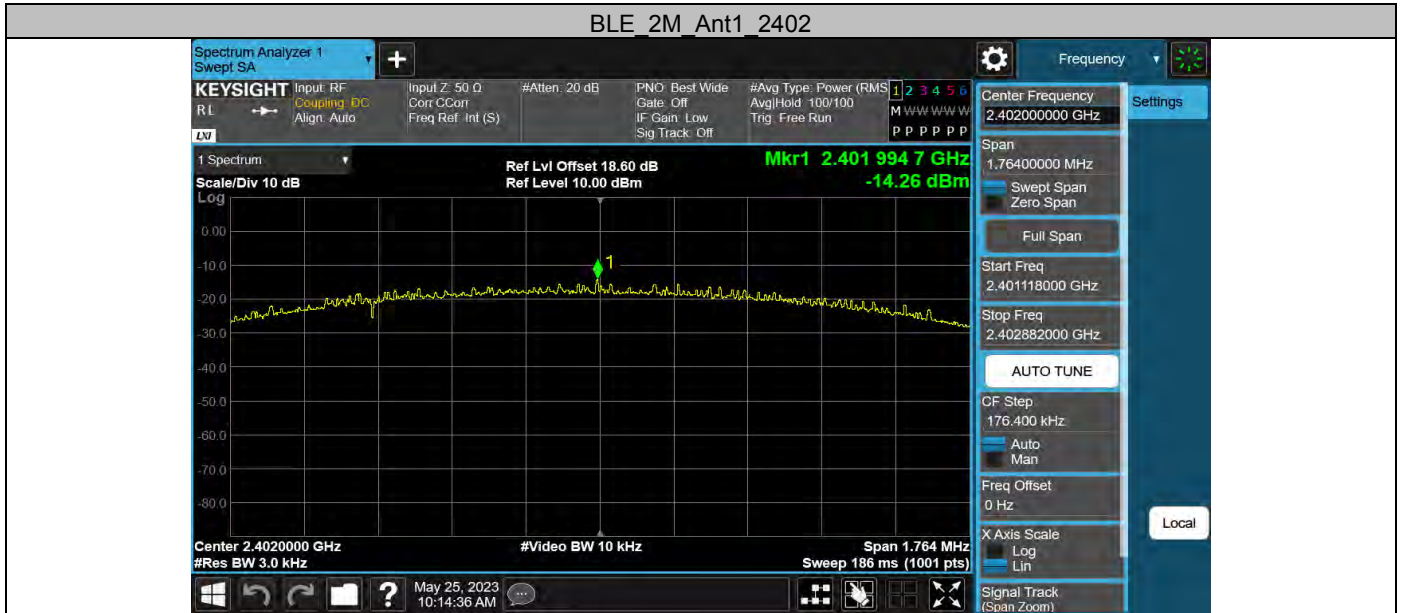 BLE_2M_Ant1_2402
Spectrum Analyzer 1
Swept SA
Frequency
KEYSIGHT
RL
LXI
Input: RF
Coupling: DC
Align: Auto
Input Z: 50 Ω
Corr CCorr
Freq Ref: Int (S)
#Atten: 20 dB
PNO: Best Wide
Gate: Off
IF Gain: Low
Sig Track: Off
#Avg Type: Power (RMS
Avg|Hold: 100/100
Trig: Free Run
1 2 3 4 5 6
M W W W W W
P P P P P P
1 Spectrum
Scale/Div 10 dB
Log
Ref Lvl Offset 18.60 dB
Ref Level 10.00 dBm
Mkr1 2.401 994 7 GHz
-14.26 dBm
0.00
-10.0
-20.0
-30.0
-40.0
-50.0
-60.0
-70.0
-80.0
1
Center 2.4020000 GHz
#Res BW 3.0 kHz
#Video BW 10 kHz
Span 1.764 MHz
Sweep 186 ms (1001 pts)
May 25, 2023
10:14:36 AM
Center Frequency
2.402000000 GHz
Span
1.76400000 MHz
Swept Span
Zero Span
Full Span
Start Freq
2.401118000 GHz
Stop Freq
2.402882000 GHz
AUTO TUNE
CF Step
176.400 kHz
Auto
Man
Freq Offset
0 Hz
X Axis Scale
Log
Lin
Signal Track
(Span Zoom)
Settings
Local